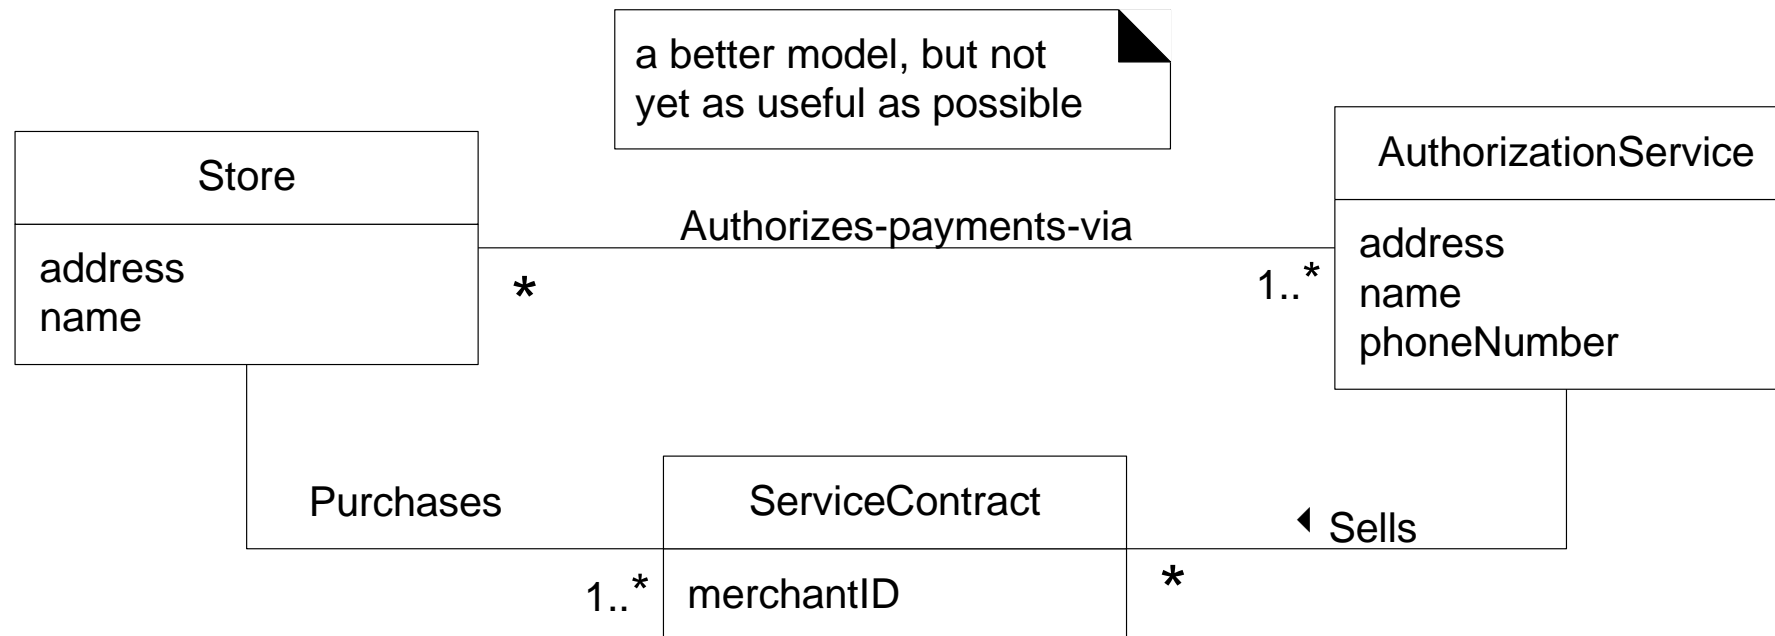 a better model, but not
yet as useful as possible
Store
address
name
Authorizes-payments-via
*
1..*
AuthorizationService
address
name
phoneNumber
Purchases
1..*
ServiceContract
merchantID
Sells
*